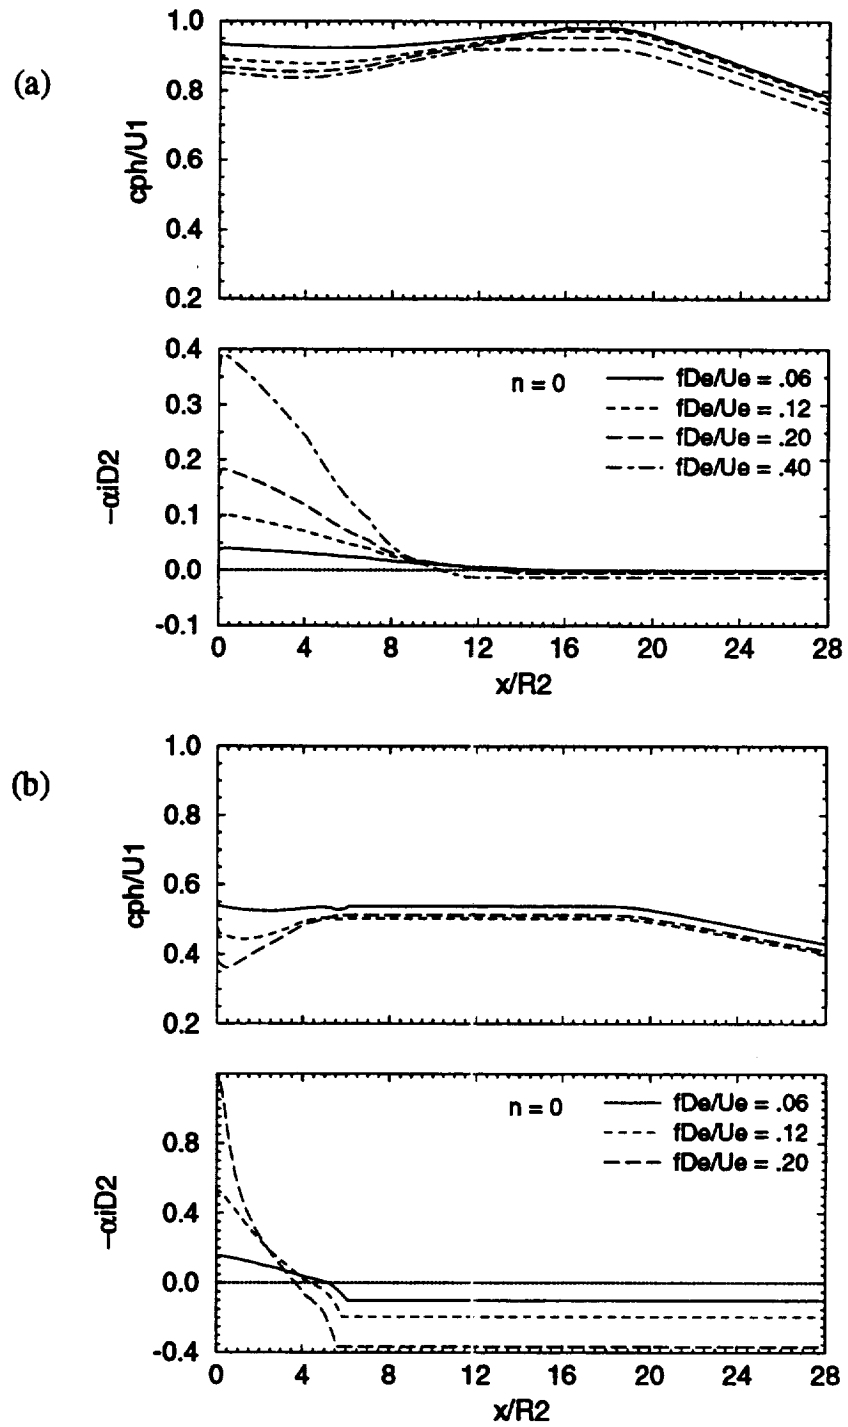 (a)
cph/U1
1.0
0.8
0.6
0.4
0.2
-αiD2
0.4
0.3
0.2
0.1
0.0
-0.1
n = 0
fDe/Ue = .06
fDe/Ue = .12
fDe/Ue = .20
fDe/Ue = .40
0 4 8 12 16 20 24 28
x/R2
(b)
cph/U1
1.0
0.8
0.6
0.4
0.2
-αiD2
0.8
0.4
0.0
-0.4
n = 0
fDe/Ue = .06
fDe/Ue = .12
fDe/Ue = .20
0 4 8 12 16 20 24 28
x/R2